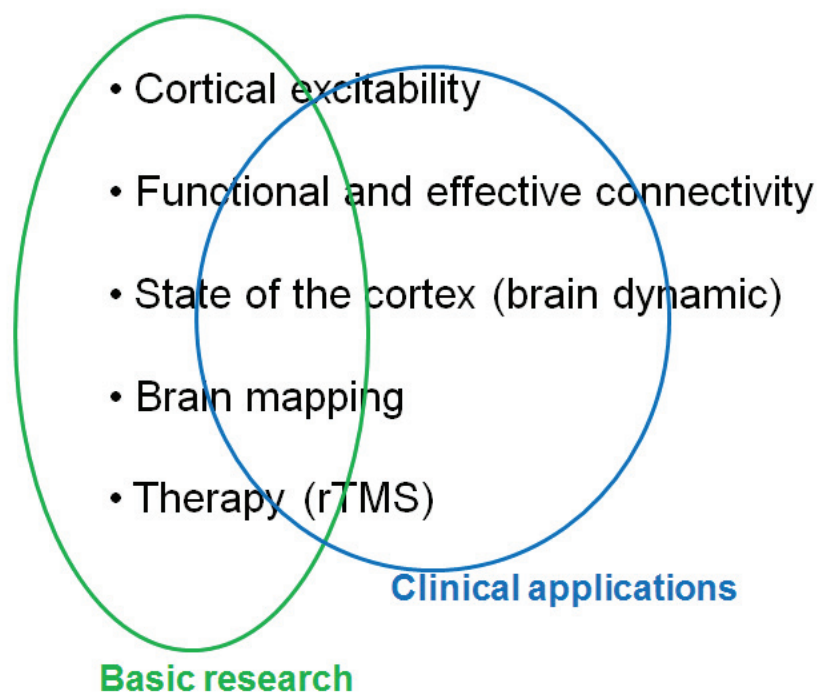 • Cortical excitability
• Functional and effective connectivity
• State of the cortex (brain dynamic)
• Brain mapping
• Therapy (rTMS)
Clinical applications
Basic research